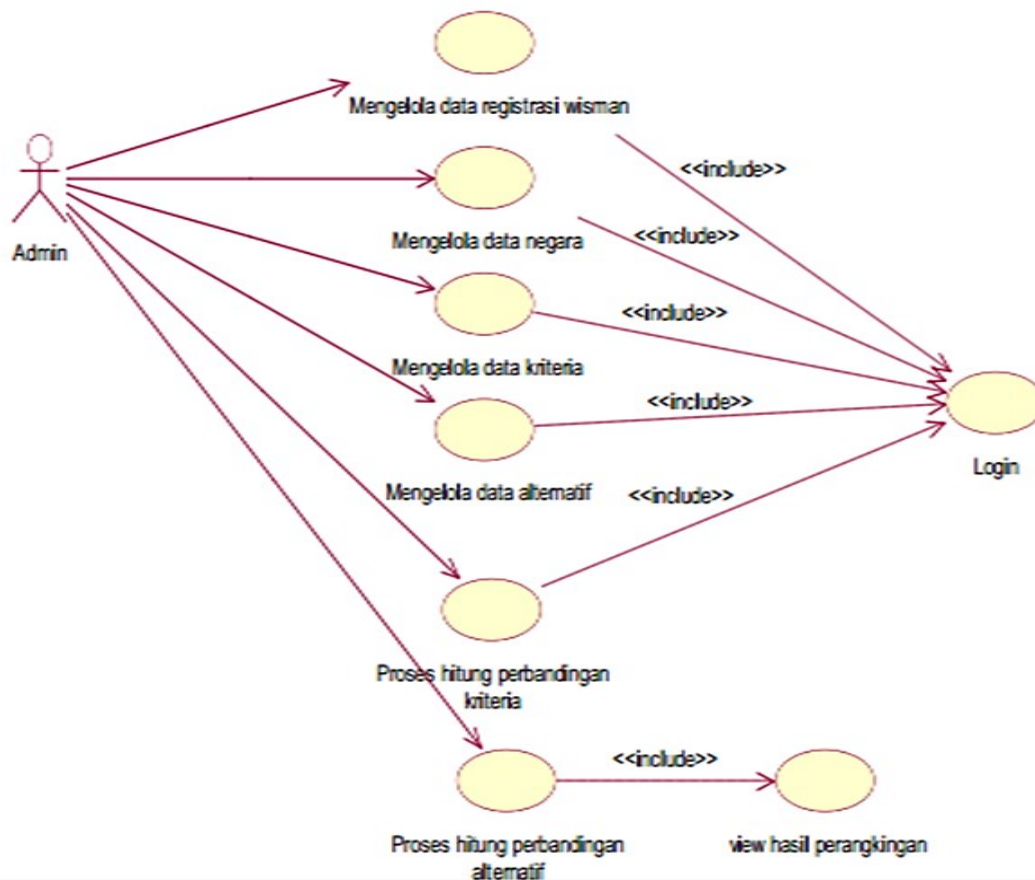 Mengelola data registrasi wisman
<<include>>
Admin
Mengelola data negara
<<include>>
<<include>>
Mengelola data kriteria
<<include>>
Login
Mengelola data alternatif
<<include>>
Proses hitung perbandingan
kriteria
<<include>>
Proses hitung perbandingan
alternatif
view hasil perangkingan